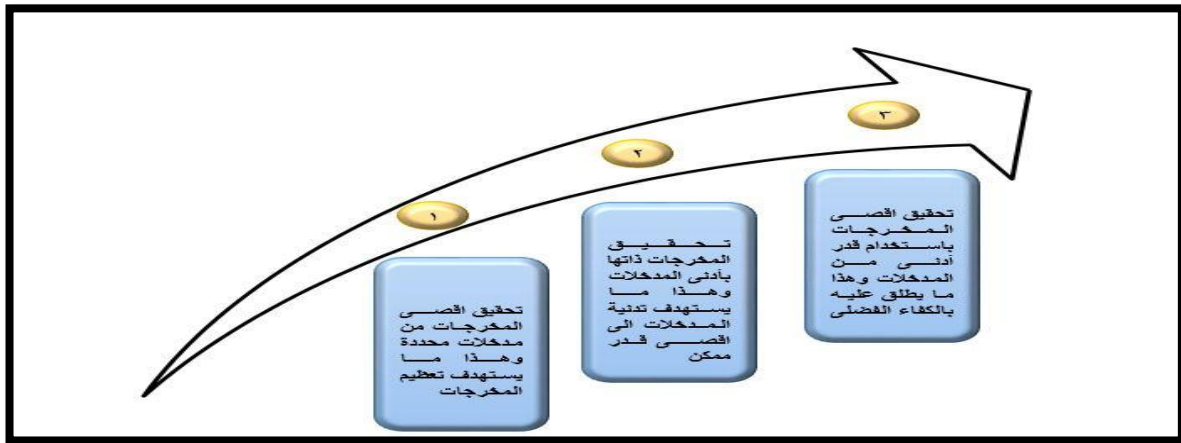 ١
تحقيق اقصى
المخرجات من
مدخلات محددة
وهذا ما
يستهدف تعظيم
المخرجات
٢
تحقيق
المخرجات ذاتها
بأدنى المدخلات
وهذا ما
يستهدف تدنية
المدخلات الى
اقصى قدر
ممكن
٣
تحقيق اقصى
المخرجات
باستخدام قدر
أدنى من
المدخلات وهذا
ما يطلق عليه
بالكفاء الفضلى